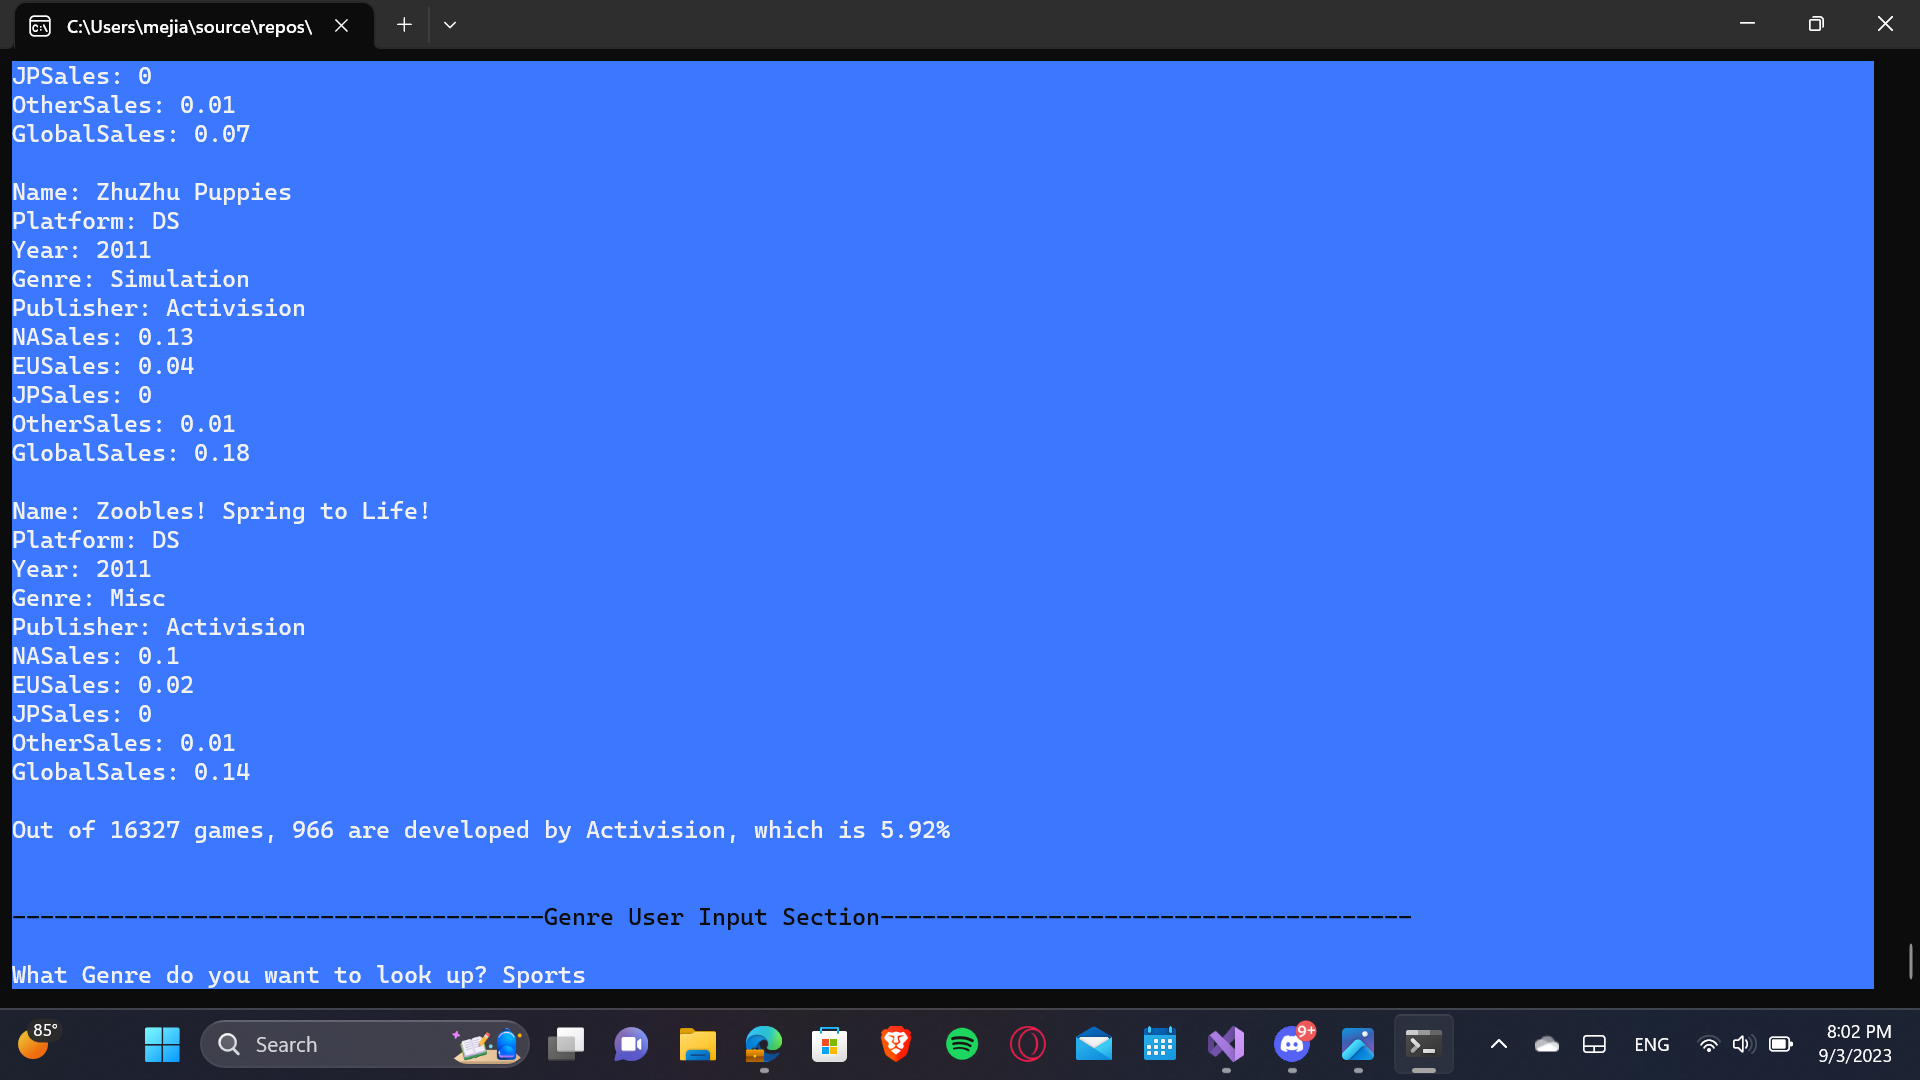 C:\Users\mejia\source\repos\
JPSales: 0
OtherSales: 0.01
GlobalSales: 0.07
Name: ZhuZhu Puppies
Platform: DS
Year: 2011
Genre: Simulation
Publisher: Activision
NASales: 0.13
EUSales: 0.04
JPSales: 0
OtherSales: 0.01
GlobalSales: 0.18
Name: Zoobles! Spring to Life!
Platform: DS
Year: 2011
Genre: Misc
Publisher: Activision
NASales: 0.1
EUSales: 0.02
JPSales: 0
OtherSales: 0.01
GlobalSales: 0.14
Out of 16327 games, 966 are developed by Activision, which is 5.92%
--------------------------------------Genre User Input Section--------------------------------------
What Genre do you want to look up? Sports
85°
Search
9+
ENG
8:02 PM
9/3/2023